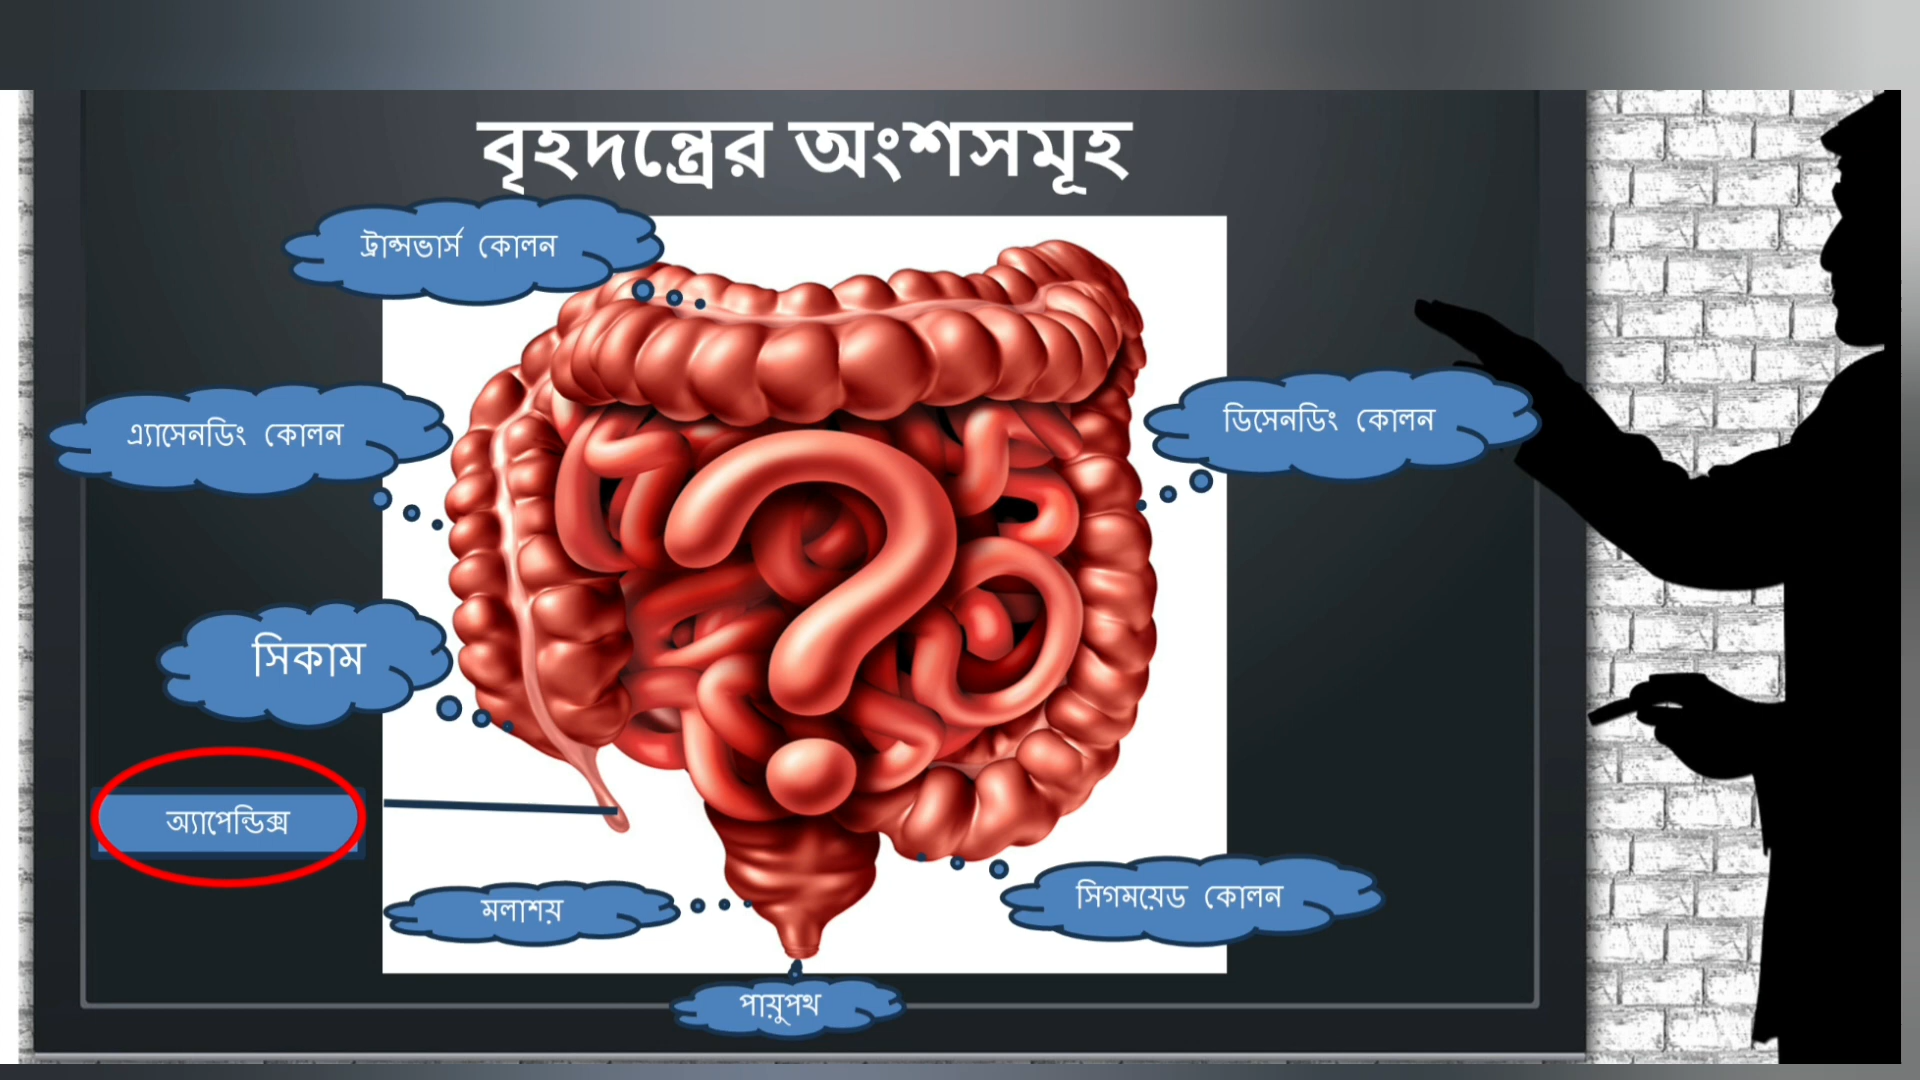 বৃহদন্ত্রের অংশসমূহ
ট্রান্সভার্স কোলন
এ্যাসেনডিং কোলন
ডিসেনডিং কোলন
সিকাম
অ্যাপেন্ডিক্স
মলাশয়
সিগময়েড কোলন
পায়ুপথ